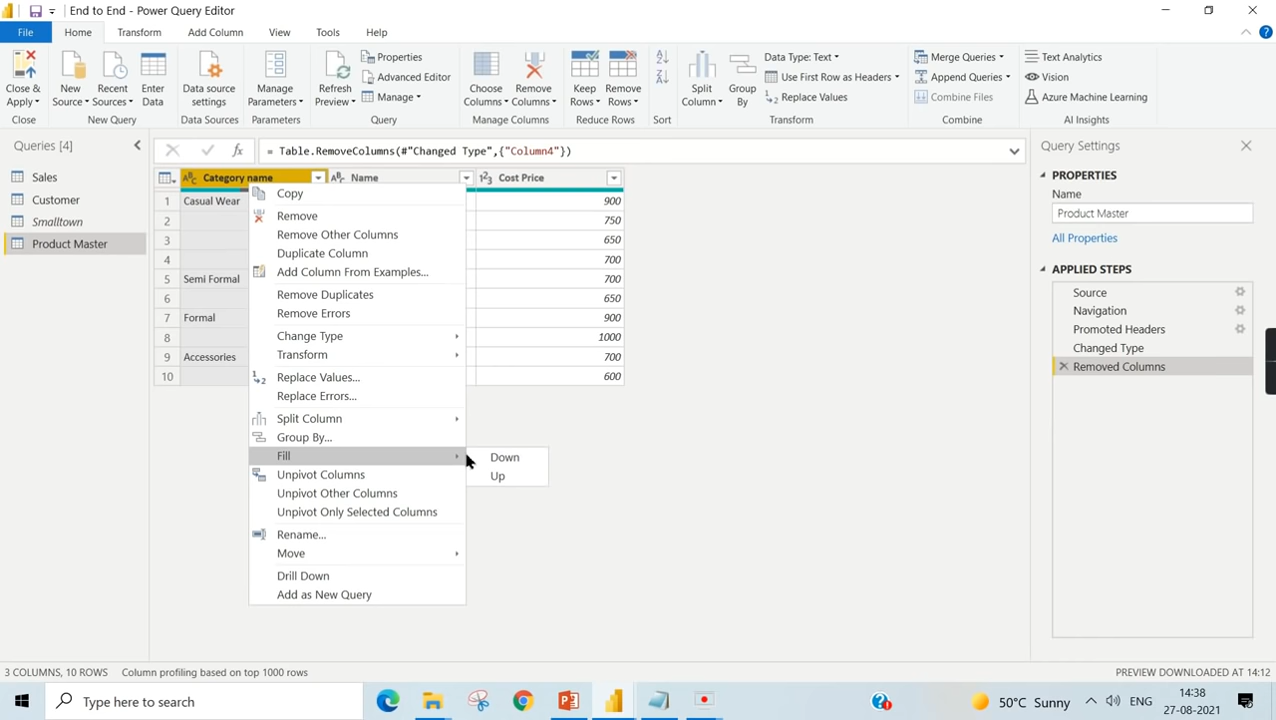 End to End - Power Query Editor
File Home Transform Add Column View Tools Help
Close & Apply
New Source
Recent Sources
Enter Data
Data source settings
Manage Parameters
Refresh Preview
Properties
Advanced Editor
Manage
Choose Columns
Remove Columns
Keep Rows
Remove Rows
Split Column
Group By
Data Type: Text
Use First Row as Headers
Replace Values
Merge Queries
Append Queries
Combine Files
Text Analytics
Vision
Azure Machine Learning
Close New Query Data Sources Parameters Query Manage Columns Reduce Rows Sort Transform Combine AI Insights
Queries [4]
Sales
Customer
Smalltown
Product Master
fx = Table.RemoveColumns(#"Changed Type",{"Column4"})
ABC Category name ABC Name 123 Cost Price
1 Casual Wear 900
2 750
3 650
4 700
5 Semi Formal 700
6 650
7 Formal 900
8 1000
9 Accessories 700
10 600
Copy
Remove
Remove Other Columns
Duplicate Column
Add Column From Examples...
Remove Duplicates
Remove Errors
Change Type
Transform
Replace Values...
Replace Errors...
Split Column
Group By...
Fill
Down
Up
Unpivot Columns
Unpivot Other Columns
Unpivot Only Selected Columns
Rename...
Move
Drill Down
Add as New Query
Query Settings
PROPERTIES
Name
Product Master
All Properties
APPLIED STEPS
Source
Navigation
Promoted Headers
Changed Type
Removed Columns
3 COLUMNS, 10 ROWS Column profiling based on top 1000 rows PREVIEW DOWNLOADED AT 14:12
Type here to search
50°C Sunny
ENG
14:38
27-08-2021